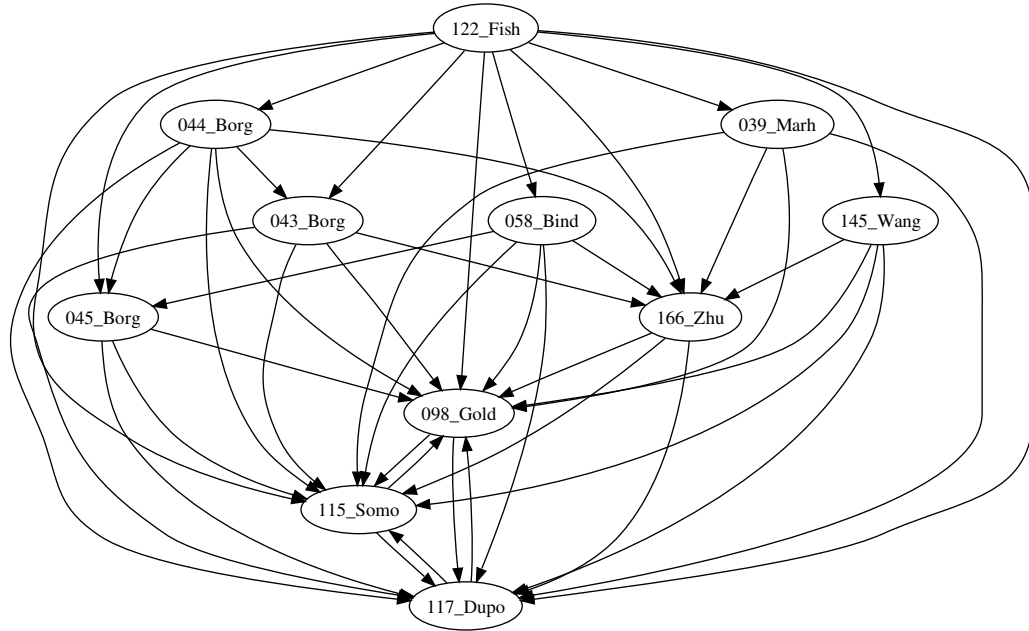 122_Fish
044_Borg
039_Marh
043_Borg
058_Bind
145_Wang
045_Borg
166_Zhu
098_Gold
115_Somo
117_Dupo